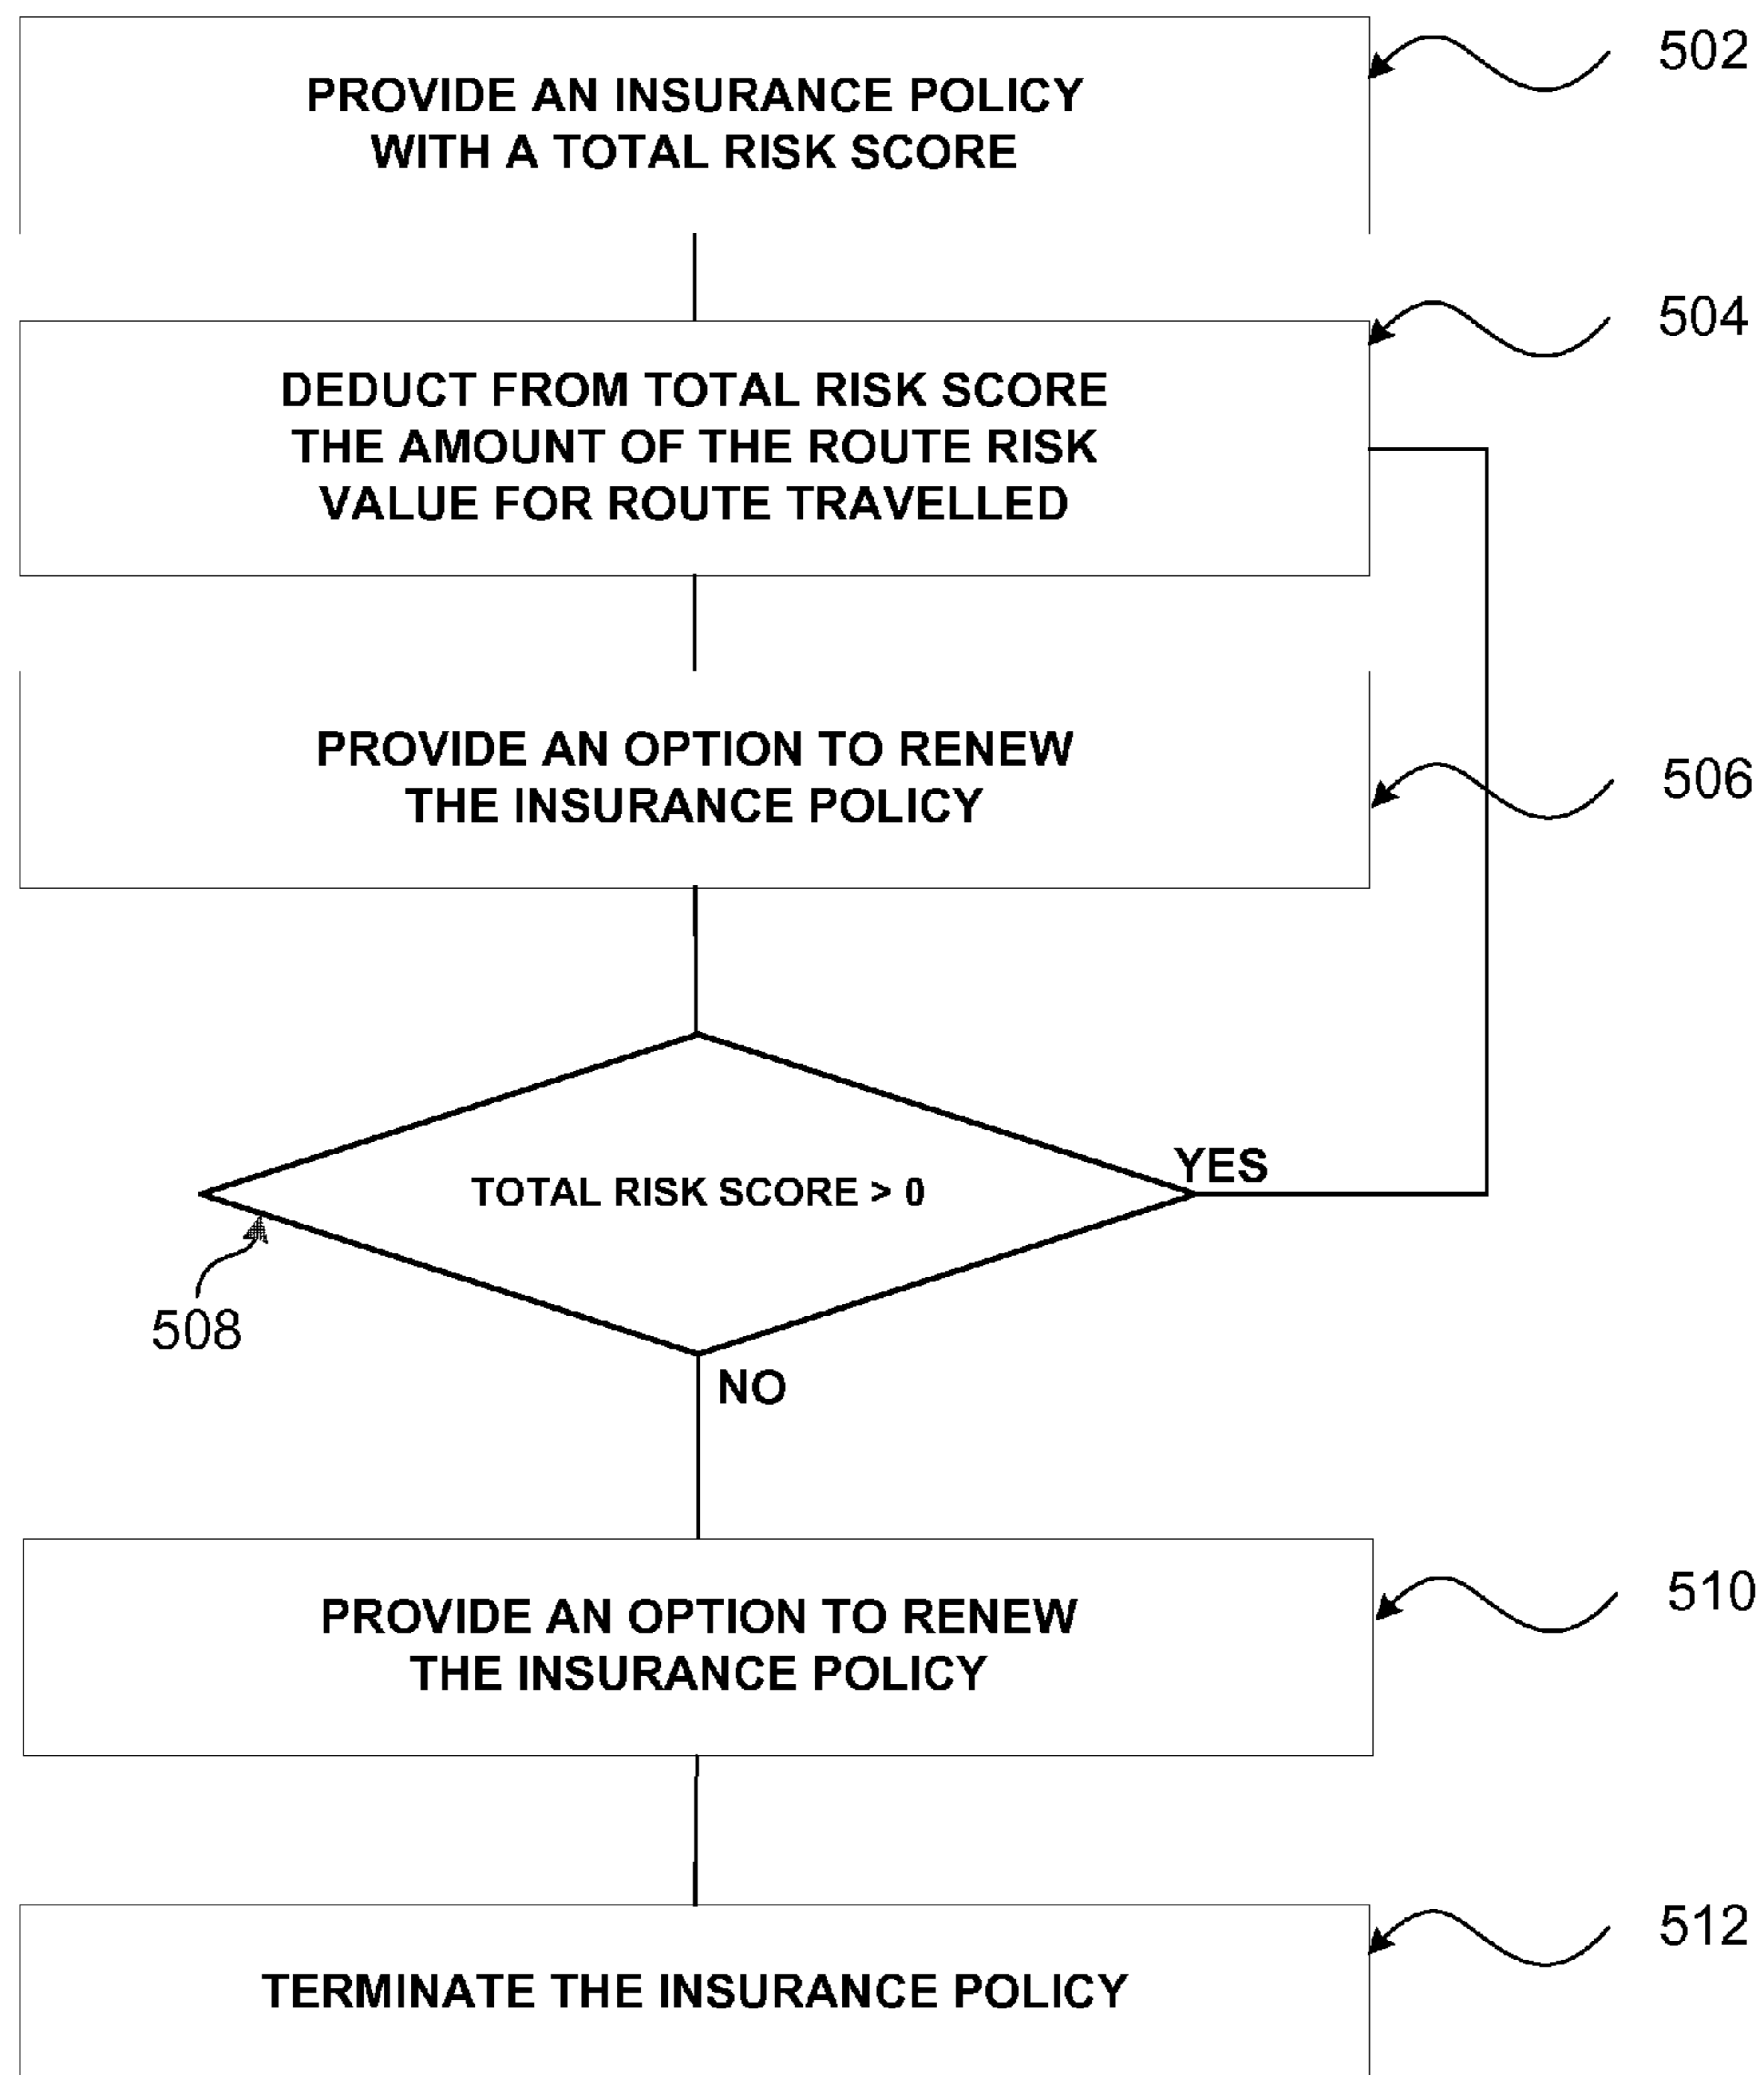 PROVIDE AN INSURANCE POLICY
WITH A TOTAL RISK SCORE
502
DEDUCT FROM TOTAL RISK SCORE
THE AMOUNT OF THE ROUTE RISK
VALUE FOR ROUTE TRAVELLED
504
PROVIDE AN OPTION TO RENEW
THE INSURANCE POLICY
506
TOTAL RISK SCORE > 0
YES
508
NO
PROVIDE AN OPTION TO RENEW
THE INSURANCE POLICY
510
TERMINATE THE INSURANCE POLICY
512